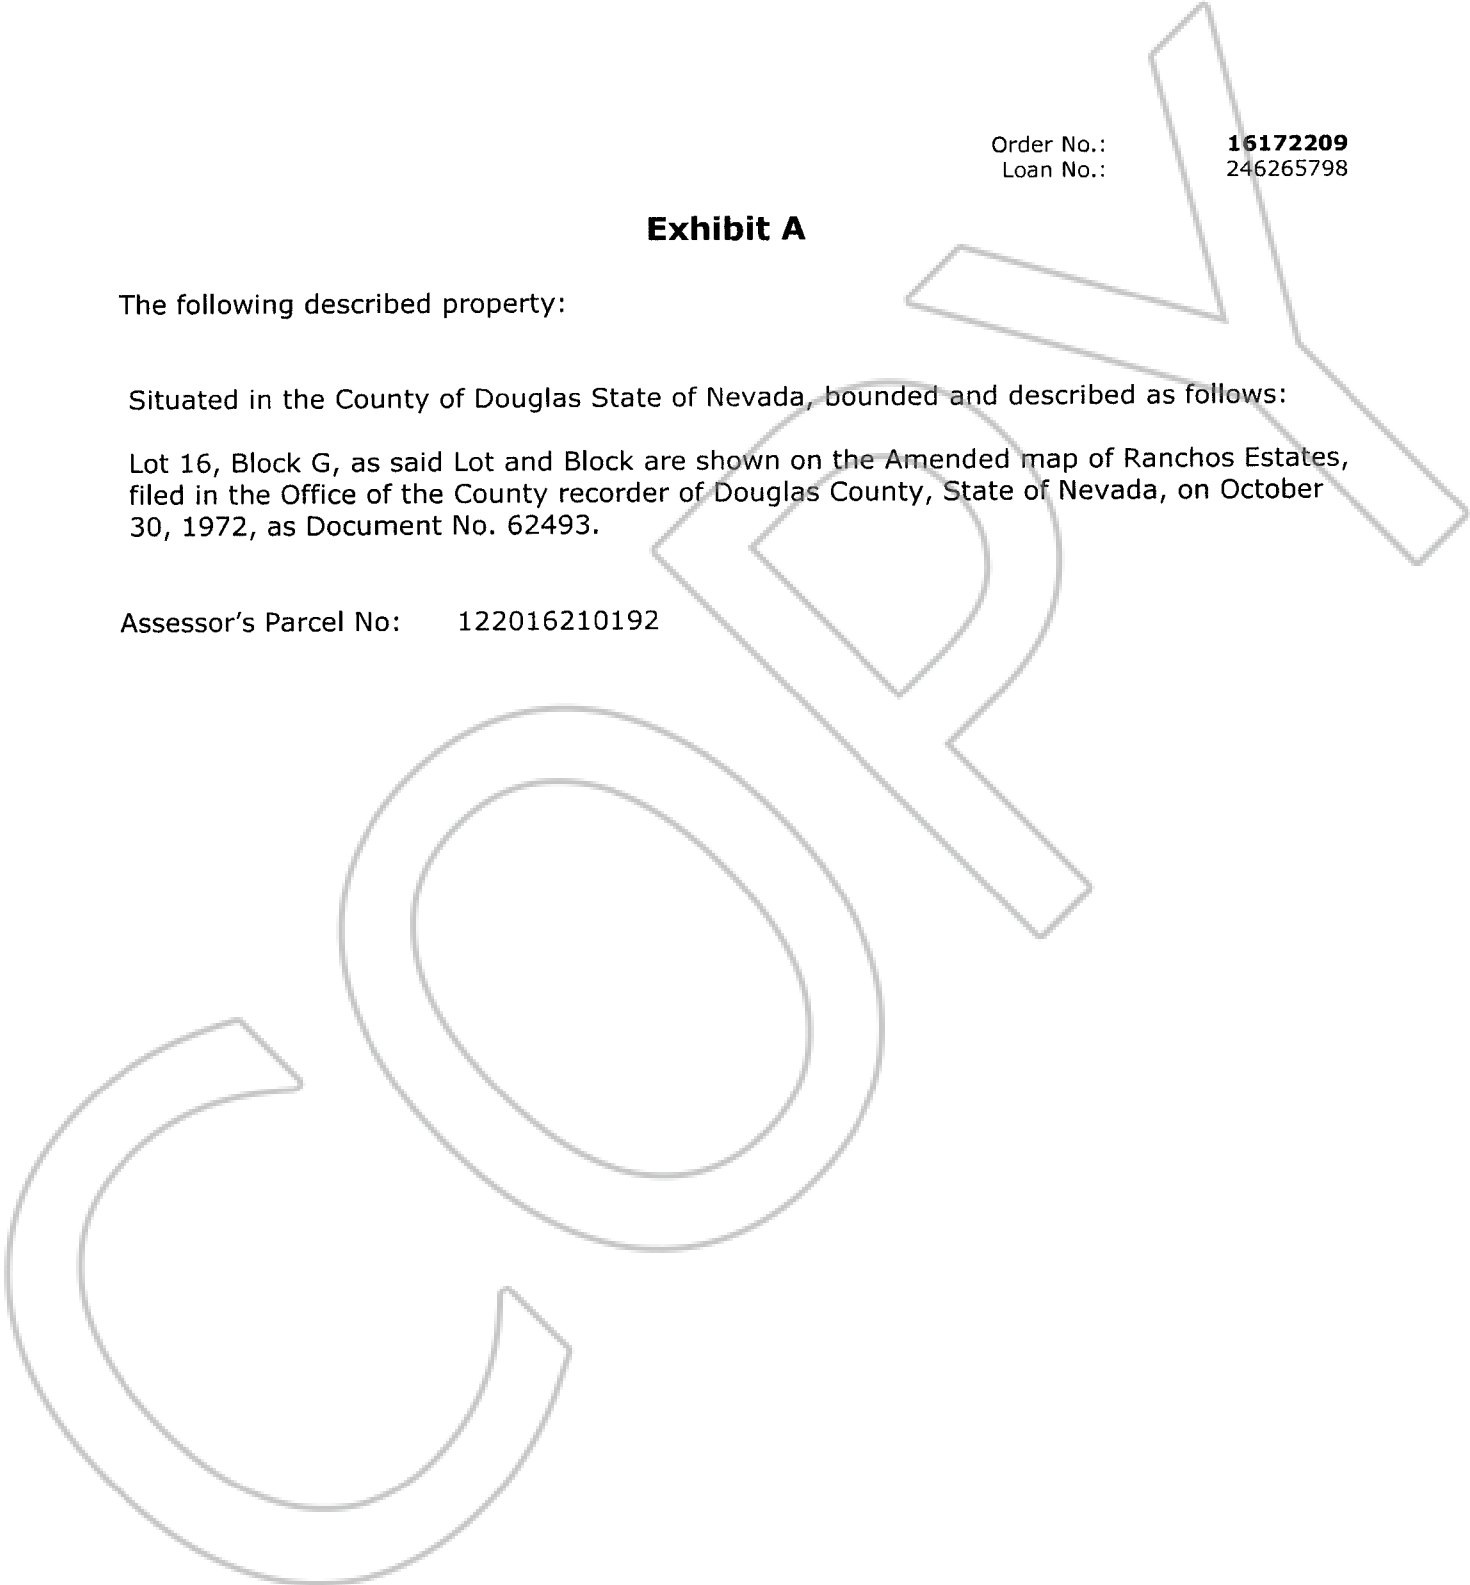 Order No.: 16172209
Loan No.: 246265798
Exhibit A
The following described property:
Situated in the County of Douglas State of Nevada, bounded and described as follows:
Lot 16, Block G, as said Lot and Block are shown on the Amended map of Ranchos Estates,
filed in the Office of the County recorder of Douglas County, State of Nevada, on October
30, 1972, as Document No. 62493.
Assessor’s Parcel No: 122016210192
COPY